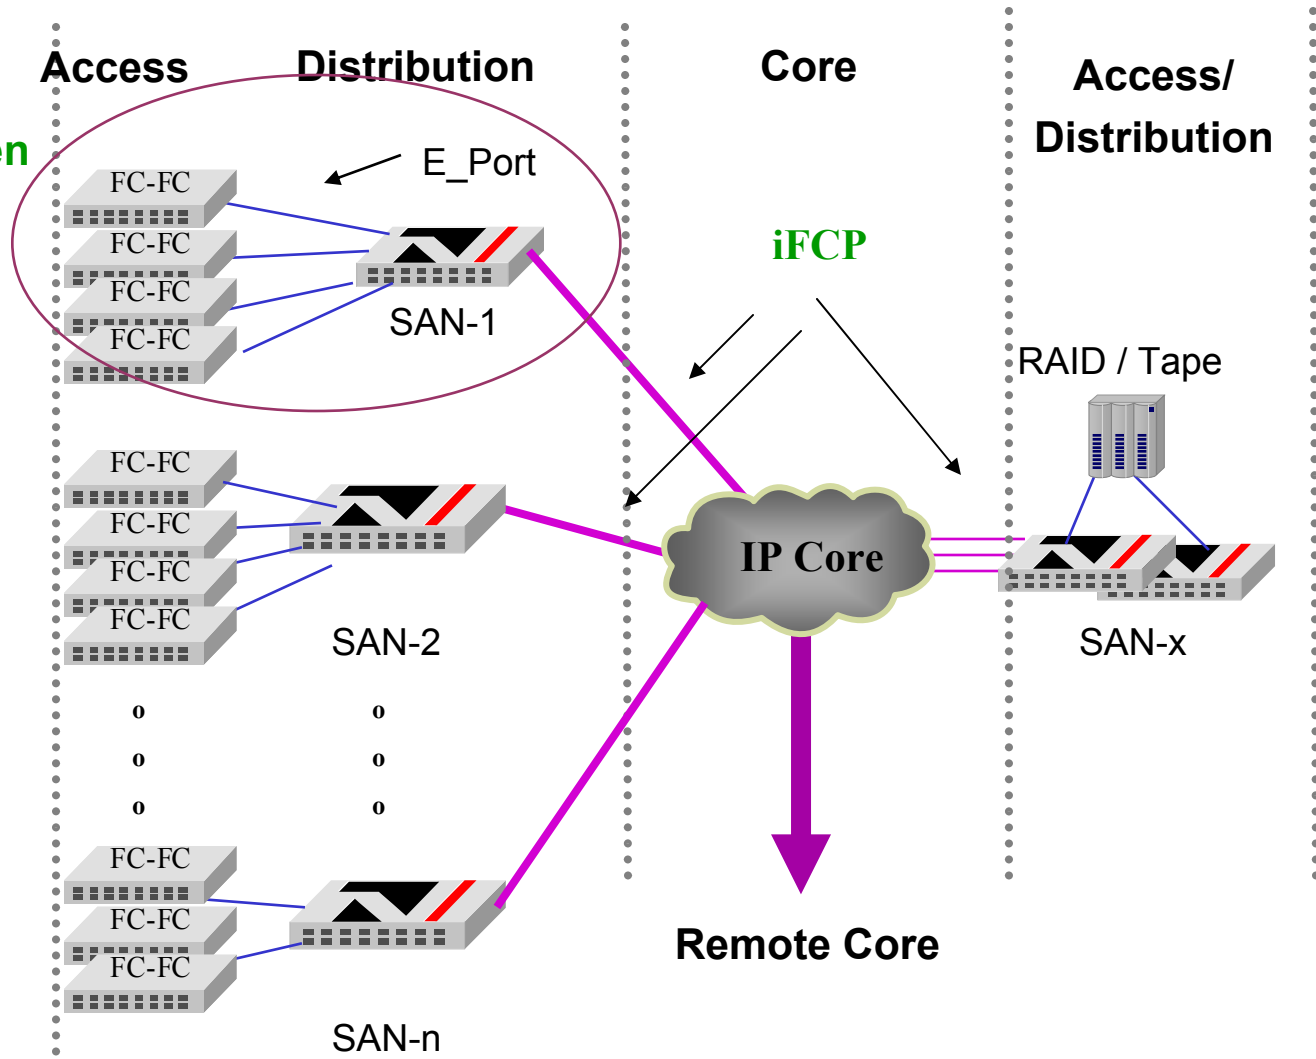 Access
Distribution
Core
Access/
Distribution
en
E_Port
FC-FC
FC-FC
FC-FC
FC-FC
SAN-1
iFCP
RAID / Tape
FC-FC
FC-FC
FC-FC
FC-FC
SAN-2
IP Core
SAN-x
o o
o o
o o
FC-FC
FC-FC
FC-FC
SAN-n
Remote Core